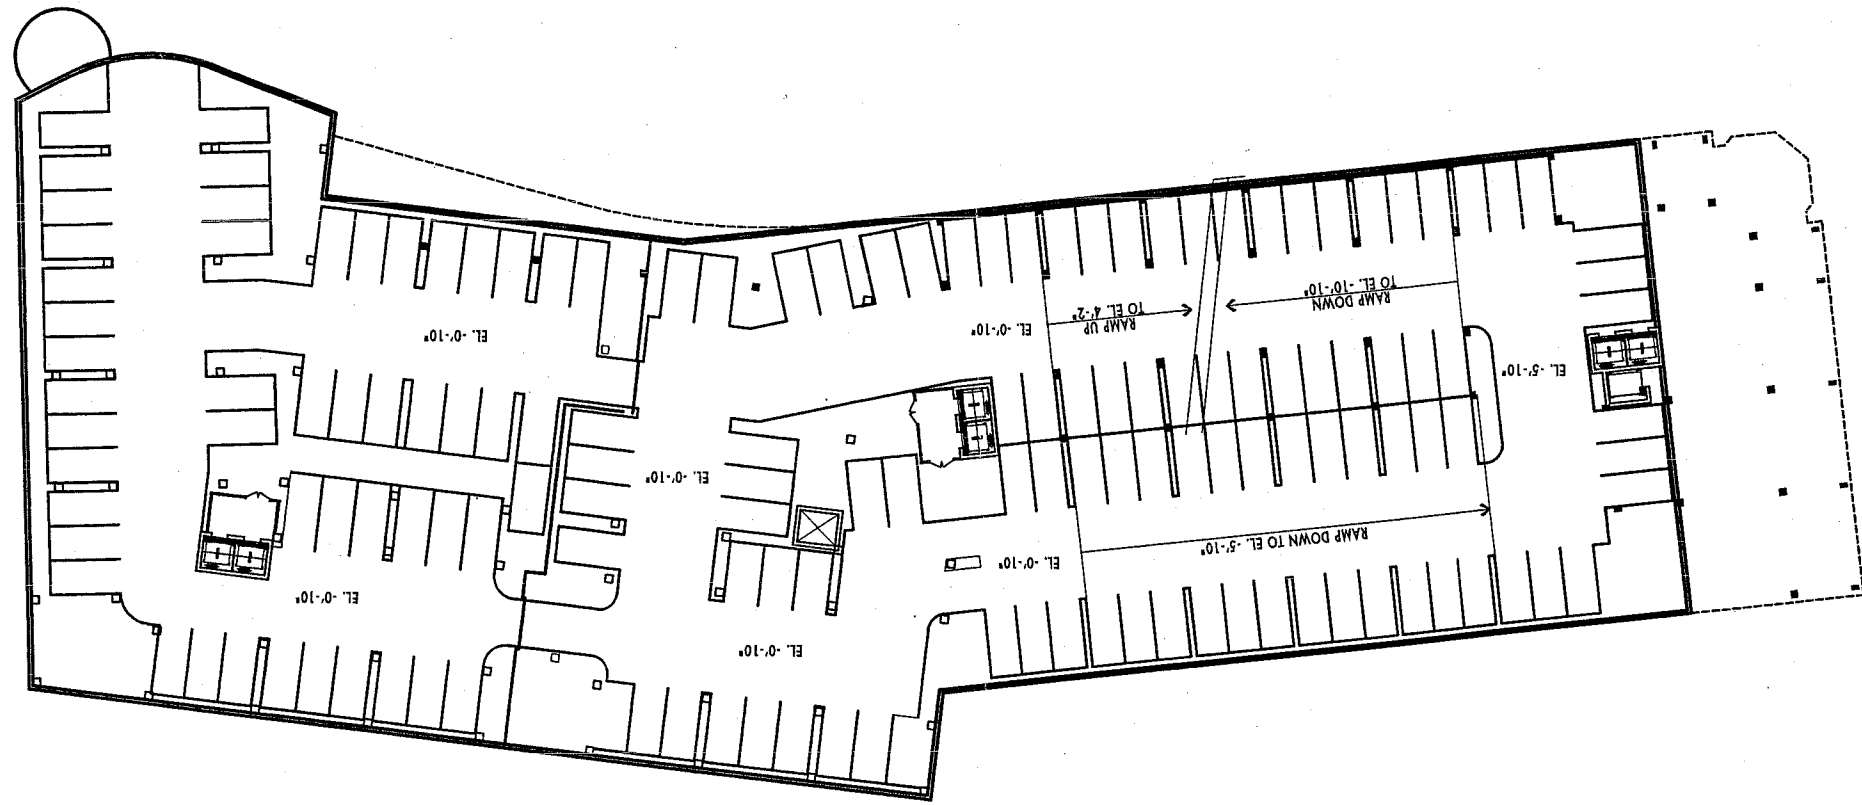 EL. -0'-10"
EL. -0'-10"
EL. -0'-10"
RAMP DOWN TO EL. -5'-10"
EL. -0'-10"
EL. -5'-10"
RAMP DOWN
TO EL. -10'-10"
RAMP UP
TO EL. 4'-2"
EL. -0'-10"
EL. -0'-10"